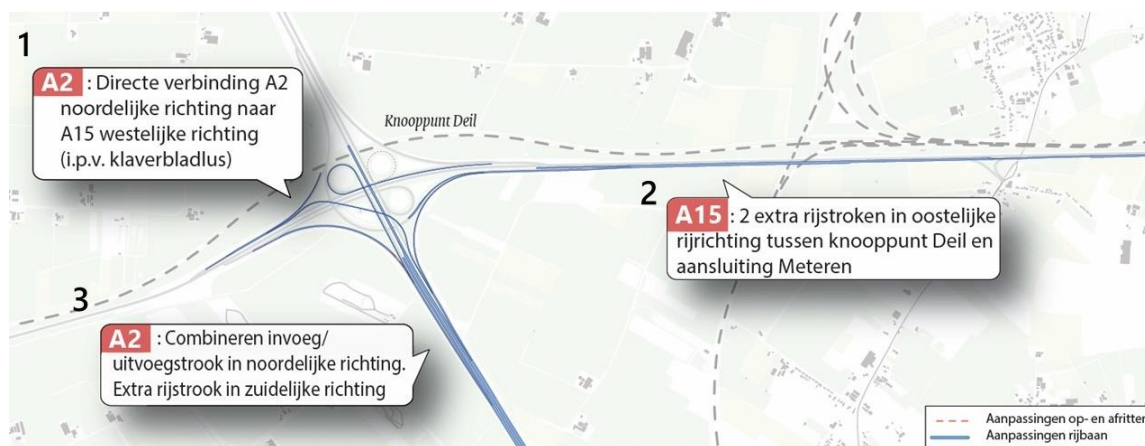 1
A2 : Directe verbinding A2
noordelijke richting naar
A15 westelijke richting
(i.p.v. klaverbladlus)
Knooppunt Deil
2
A15 : 2 extra rijstroken in oostelijke
rijrichting tussen knooppunt Deil en
aansluiting Meteren
3
A2 : Combineren invoeg/
uitvoegstrook in noordelijke richting.
Extra rijstrook in zuidelijke richting
Aanpassingen op- en afritten
Aanpassingen rijbaan